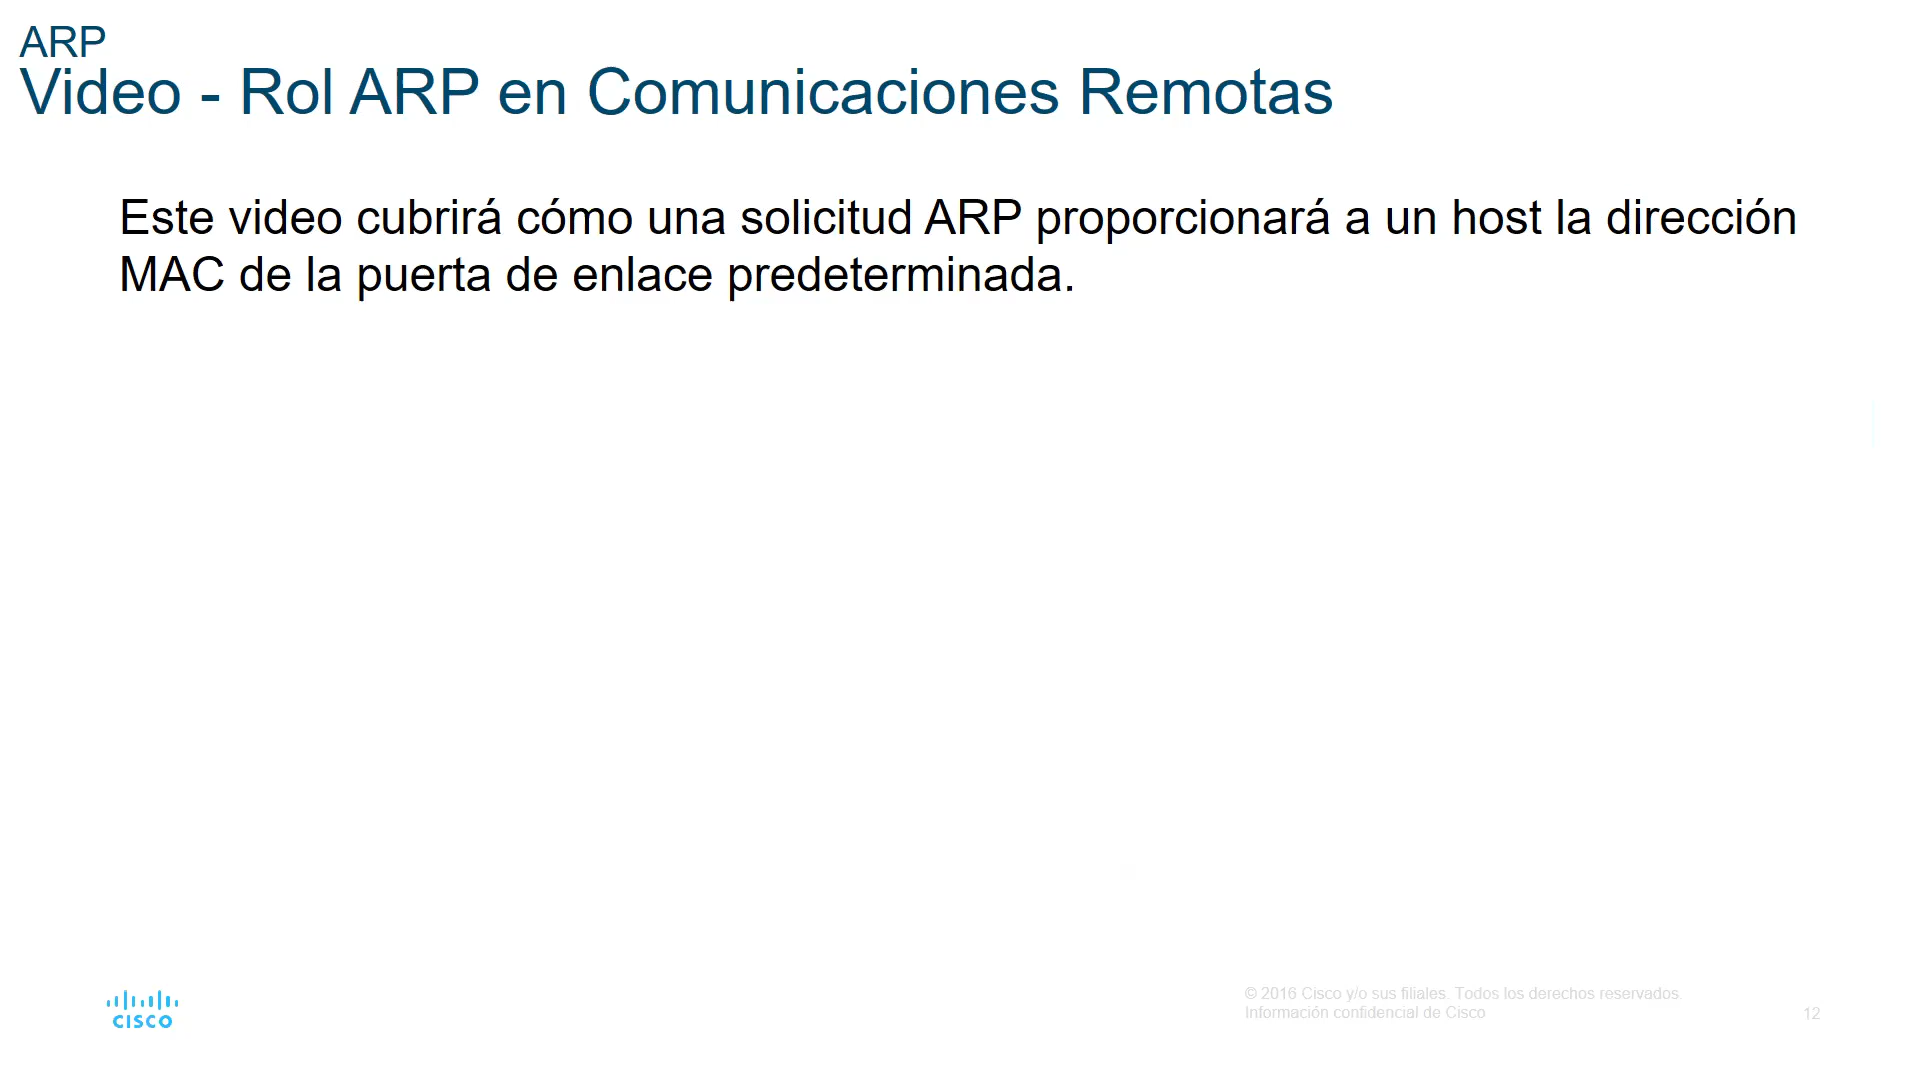 ARP
Video - Rol ARP en Comunicaciones Remotas
Este video cubrirá cómo una solicitud ARP proporcionará a un host la dirección
MAC de la puerta de enlace predeterminada.
CISCO
© 2016 Cisco y/o sus filiales. Todos los derechos reservados.
Información confidencial de Cisco
12